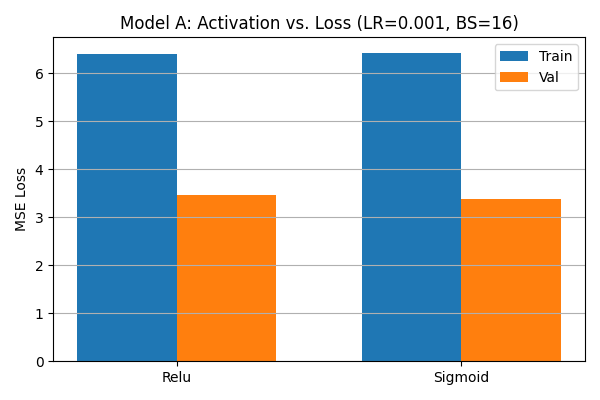 Model A: Activation vs. Loss (LR=0.001, BS=16)
Train
Val
MSE Loss
6
5
4
3
2
1
0
Relu
Sigmoid